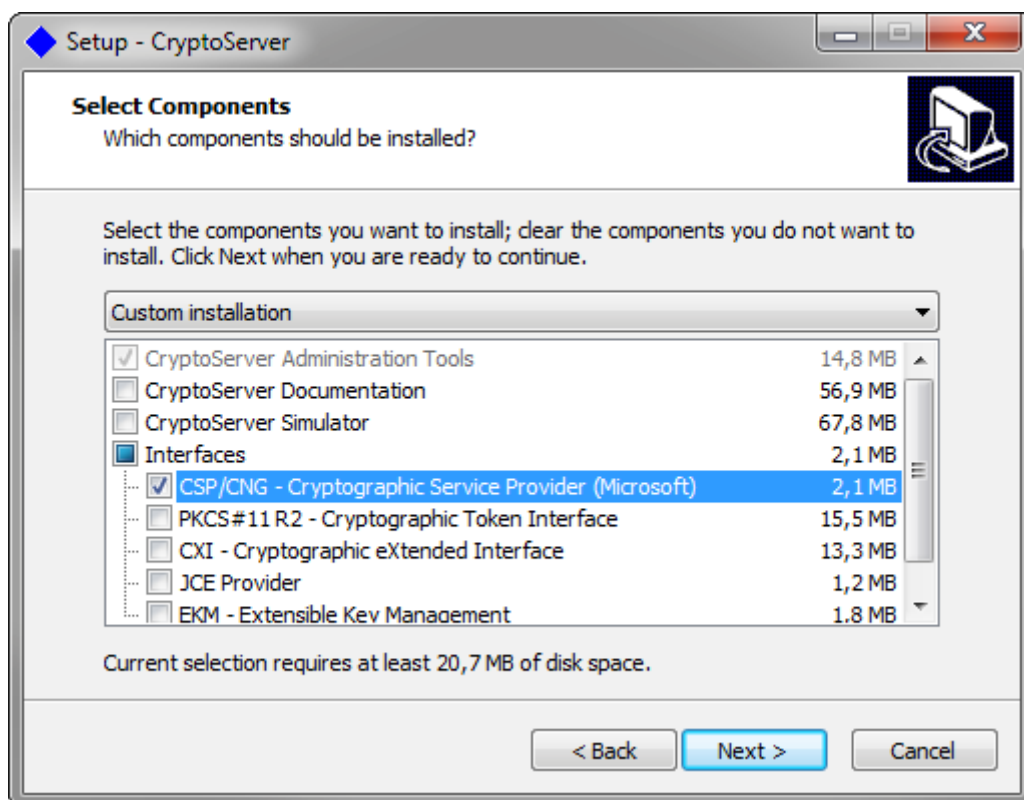 Setup - CryptoServer
Select Components
Which components should be installed?
Select the components you want to install; clear the components you do not want to
install. Click Next when you are ready to continue.
Custom installation
CryptoServer Administration Tools 14,8 MB
CryptoServer Documentation 56,9 MB
CryptoServer Simulator 67,8 MB
Interfaces 2,1 MB
CSP/CNG - Cryptographic Service Provider (Microsoft) 2,1 MB
PKCS#11 R2 - Cryptographic Token Interface 15,5 MB
CXI - Cryptographic eXtended Interface 13,3 MB
JCE Provider 1,2 MB
EKM - Extensible Key Management 1,8 MB
Current selection requires at least 20,7 MB of disk space.
< Back Next > Cancel